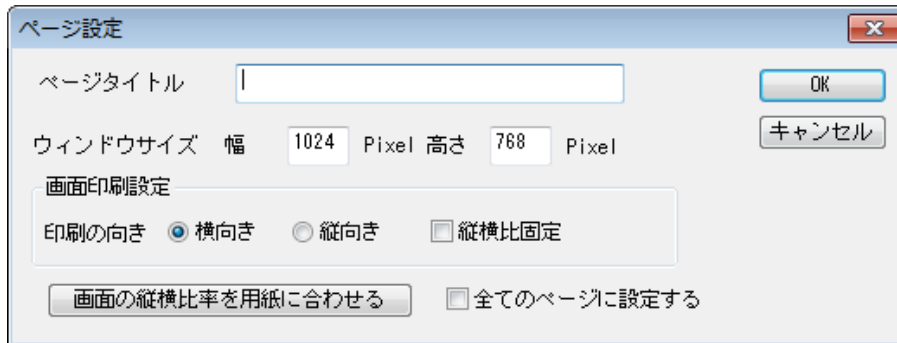 ページ設定
ページタイトル
OK
ウィンドウサイズ 幅 1024 Pixel 高さ 768 Pixel
キャンセル
画面印刷設定
印刷の向き 横向き 縦向き 縦横比固定
画面の縦横比率を用紙に合わせる 全てのページに設定する